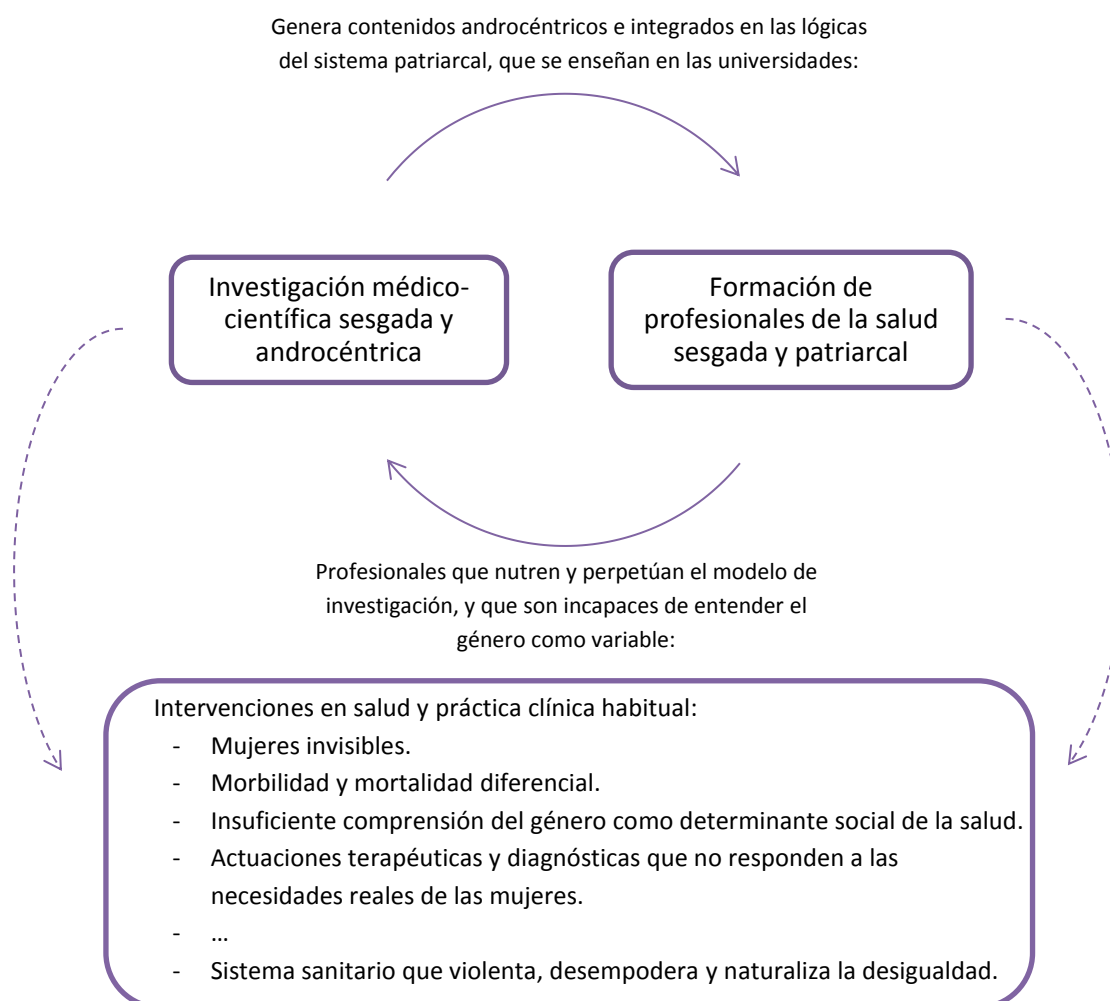 Genera contenidos androcéntricos e integrados en las lógicas
del sistema patriarcal, que se enseñan en las universidades:
Investigación médico-
científica sesgada y
androcéntrica
Formación de
profesionales de la salud
sesgada y patriarcal
Profesionales que nutren y perpetúan el modelo de
investigación, y que son incapaces de entender el
género como variable:
Intervenciones en salud y práctica clínica habitual:
- Mujeres invisibles.
- Morbilidad y mortalidad diferencial.
- Insuficiente comprensión del género como determinante social de la salud.
- Actuaciones terapéuticas y diagnósticas que no responden a las
necesidades reales de las mujeres.
- …
- Sistema sanitario que violenta, desempodera y naturaliza la desigualdad.